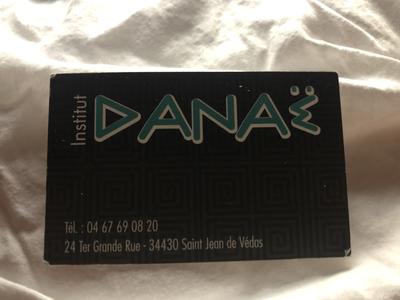 Institut
DANAË
Tél. : 04 67 69 08 20
24 Ter Grande Rue - 34430 Saint Jean de Védas